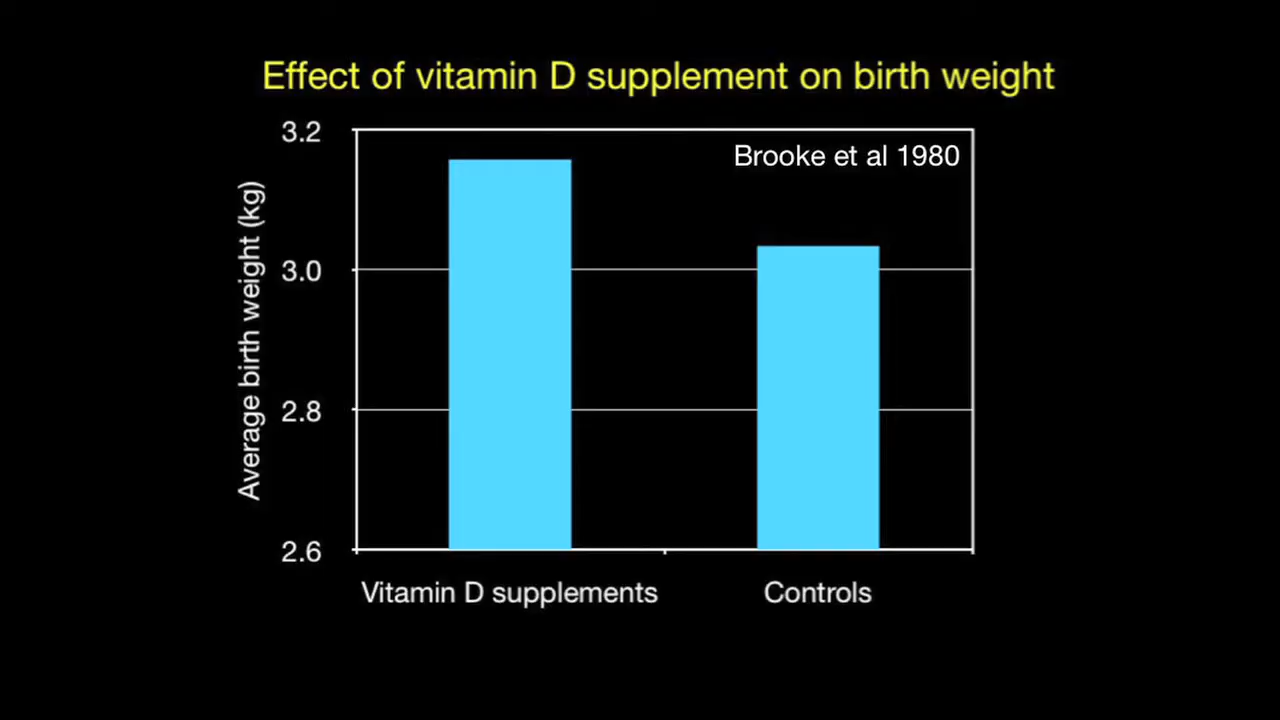 Effect of vitamin D supplement on birth weight
Brooke et al 1980
Average birth weight (kg)
3.2
3.0
2.8
2.6
Vitamin D supplements
Controls